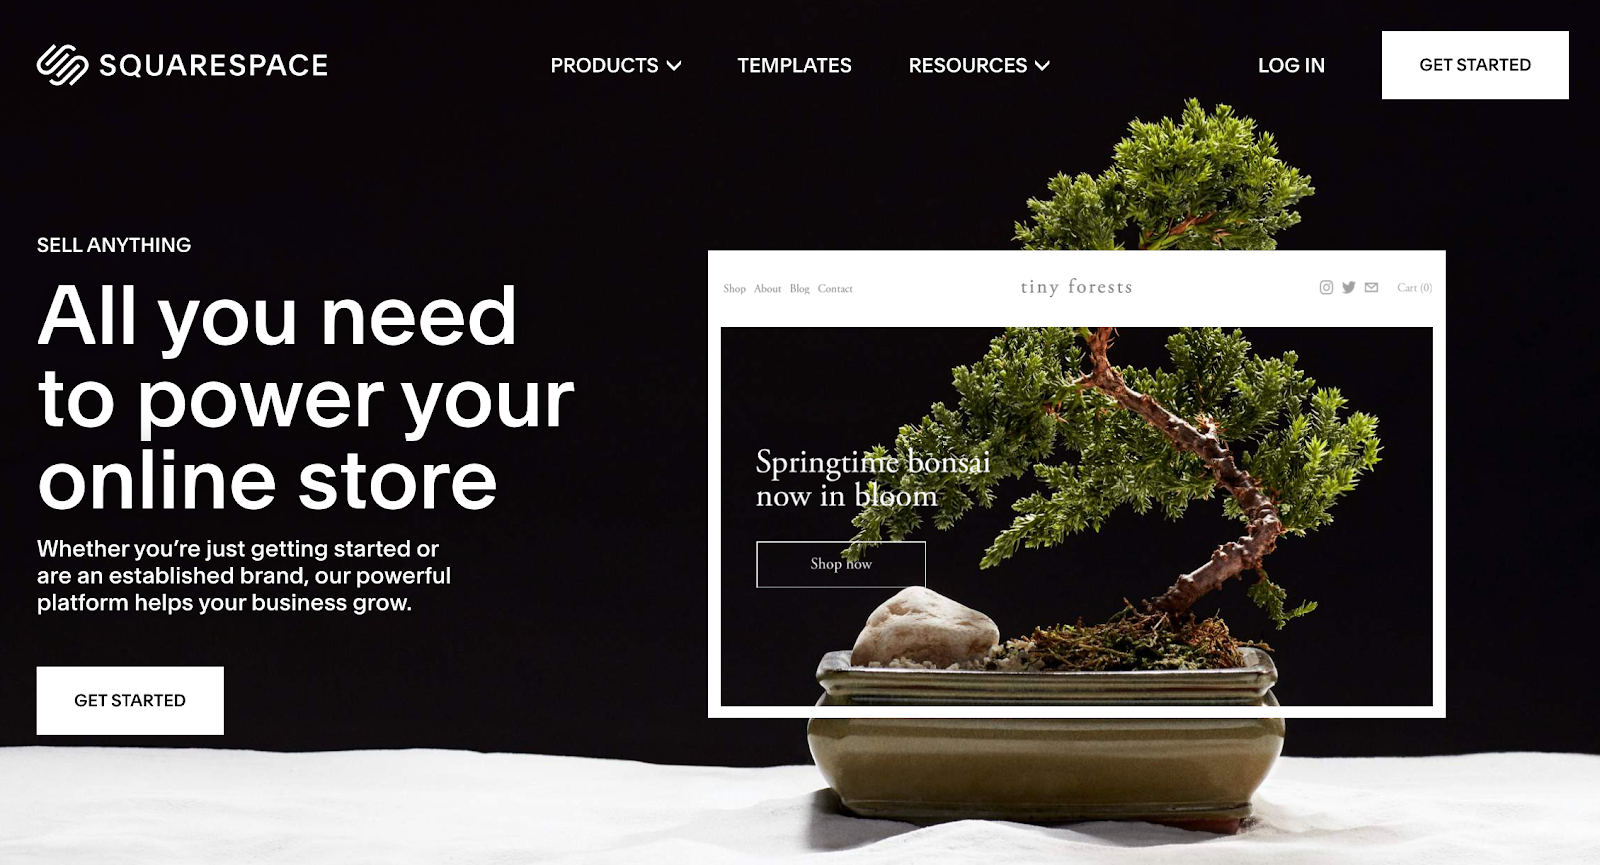 SQUARESPACE
PRODUCTS
TEMPLATES
RESOURCES
LOG IN
GET STARTED
SELL ANYTHING
All you need
to power your
online store
Whether you’re just getting started or
are an established brand, our powerful
platform helps your business grow.
GET STARTED
Shop About Blog Contact
tiny forests
Cart (0)
Springtime bonsai
now in bloom
Shop now